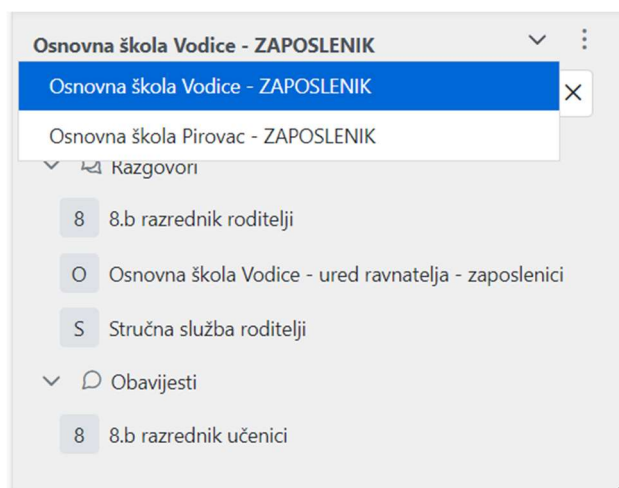 Osnovna škola Vodice - ZAPOSLENIK
Osnovna škola Vodice - ZAPOSLENIK
Osnovna škola Pirovac - ZAPOSLENIK
Razgovori
8 8.b razrednik roditelji
O Osnovna škola Vodice - ured ravnatelja - zaposlenici
S Stručna služba roditelji
Obavijesti
8 8.b razrednik učenici